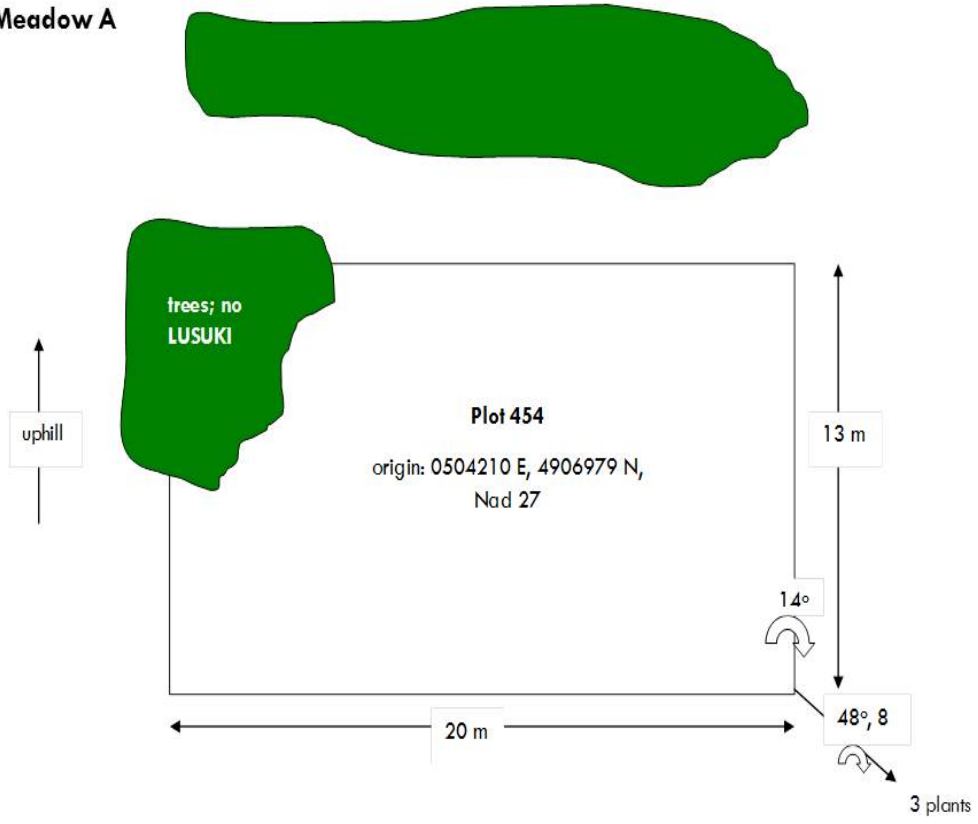 Meadow A
trees; no
LUSUKI
uphill
Plot 454
origin: 0504210 E, 4906979 N,
Nad 27
13 m
14°
48°, 8
20 m
3 plants